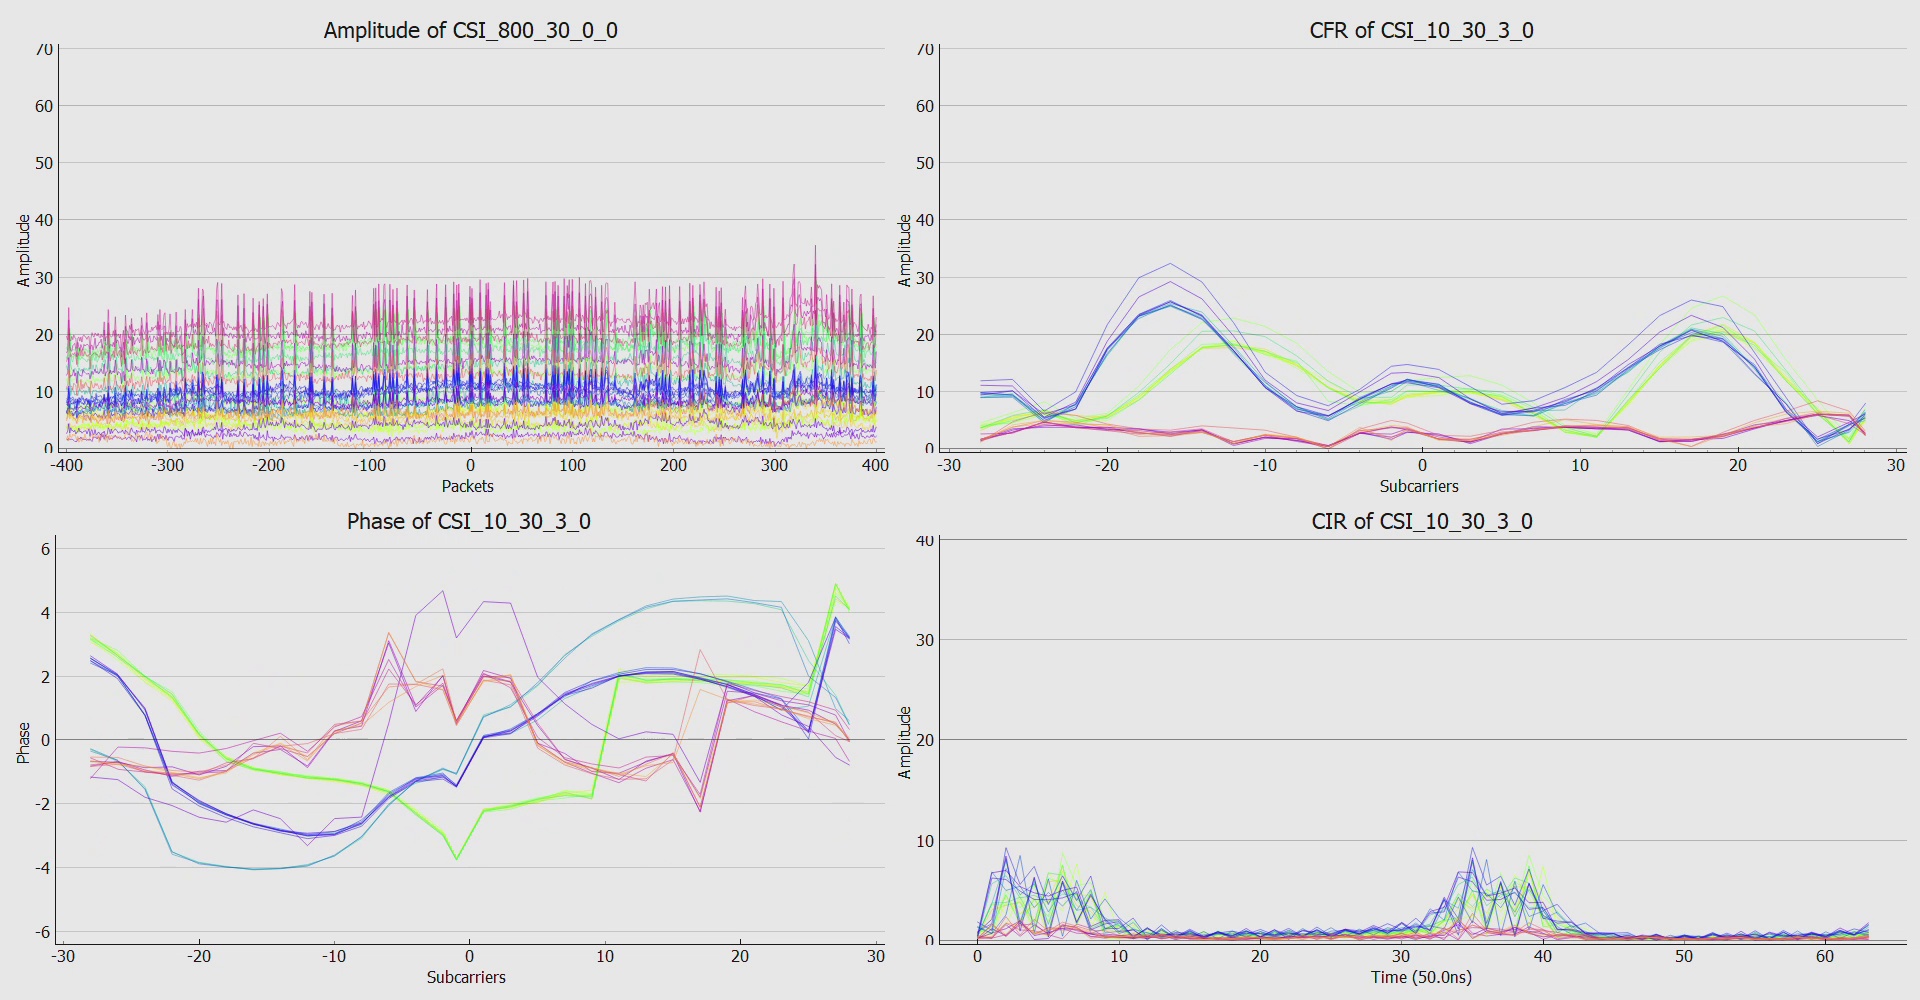 Amplitude of CSI_800_30_0_0
70
60
50
40
30
20
10
0
Amplitude
-400 -300 -200 -100 0 100 200 300 400
Packets
CFR of CSI_10_30_3_0
70
60
50
40
30
20
10
0
Amplitude
-30 -20 -10 0 10 20 30
Subcarriers
Phase of CSI_10_30_3_0
6
4
2
0
-2
-4
-6
Phase
-30 -20 -10 0 10 20 30
Subcarriers
CIR of CSI_10_30_3_0
40
30
20
10
0
Amplitude
0 10 20 30 40 50 60
Time (50.0ns)